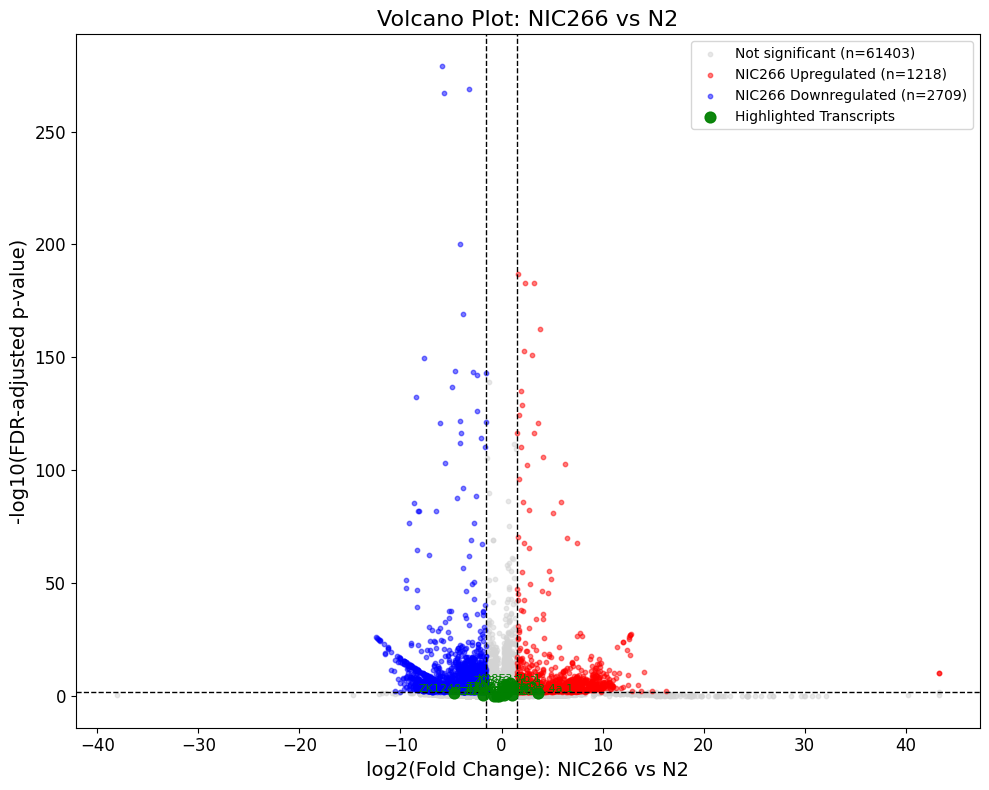 Volcano Plot: NIC266 vs N2
Not significant (n=61403)
NIC266 Upregulated (n=1218)
NIC266 Downregulated (n=2709)
Highlighted Transcripts
-log10(FDR-adjusted p-value)
250
200
150
100
50
0
−40
−30
−20
−10
0
10
20
30
40
log2(Fold Change): NIC266 vs N2